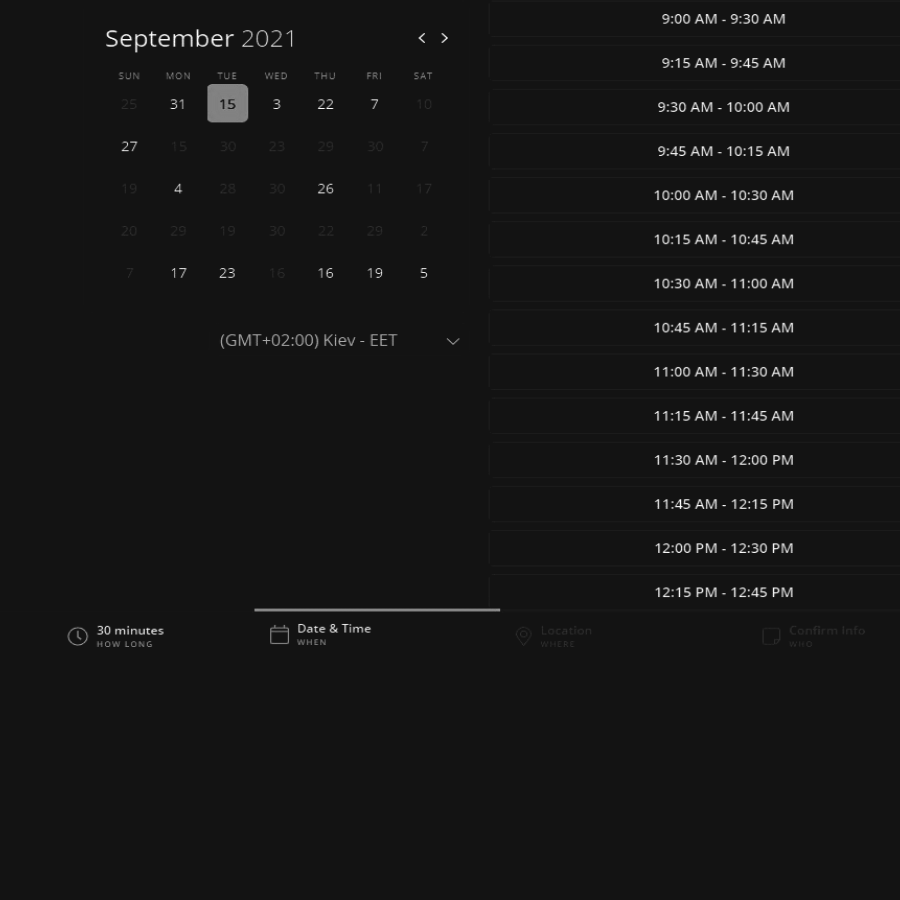 September 2021
< >
SUN MON TUE WED THU FRI SAT
25 31 15 3 22 7 10
27 15 30 23 29 30 7
19 4 28 30 26 11 17
20 29 19 30 22 29 2
7 17 23 16 16 19 5
(GMT+02:00) Kiev - EET
9:00 AM - 9:30 AM
9:15 AM - 9:45 AM
9:30 AM - 10:00 AM
9:45 AM - 10:15 AM
10:00 AM - 10:30 AM
10:15 AM - 10:45 AM
10:30 AM - 11:00 AM
10:45 AM - 11:15 AM
11:00 AM - 11:30 AM
11:15 AM - 11:45 AM
11:30 AM - 12:00 PM
11:45 AM - 12:15 PM
12:00 PM - 12:30 PM
12:15 PM - 12:45 PM
30 minutes
HOW LONG
Date & Time
WHEN
Location
WHERE
Confirm Info
WHO